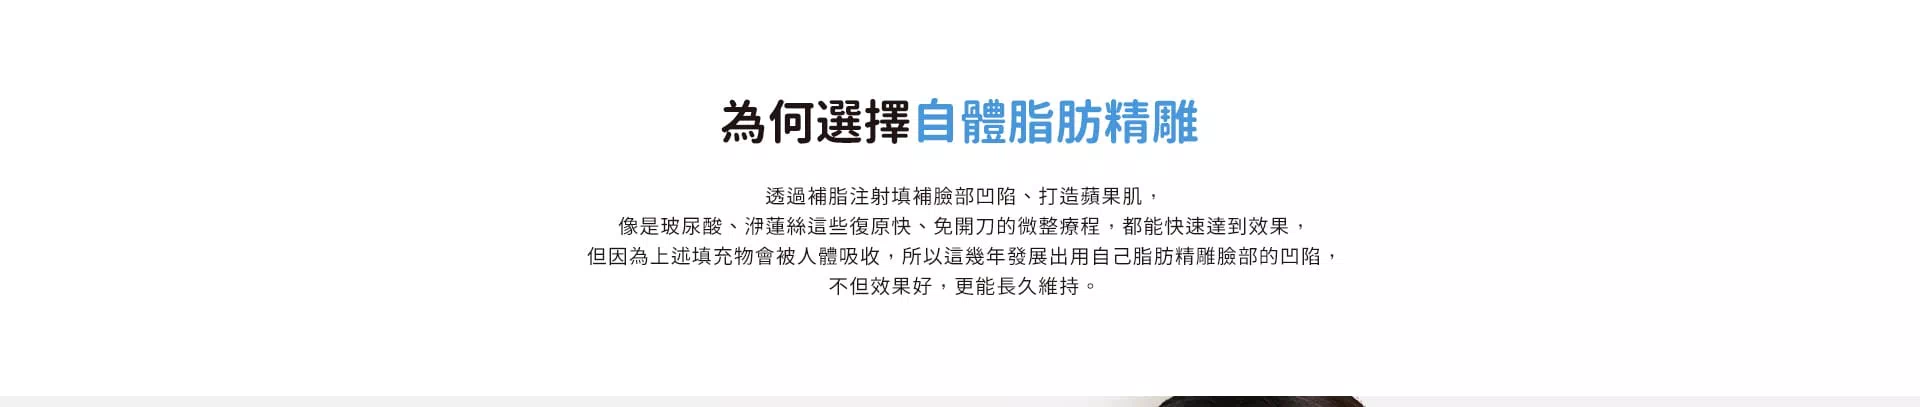 為何選擇自體脂肪精雕
透過補脂注射填補臉部凹陷、打造蘋果肌，
像是玻尿酸、洢蓮絲這些復原快、免開刀的微整療程，都能快速達到效果，
但因為上述填充物會被人體吸收，所以這幾年發展出用自己脂肪精雕臉部的凹陷，
不但效果好，更能長久維持。